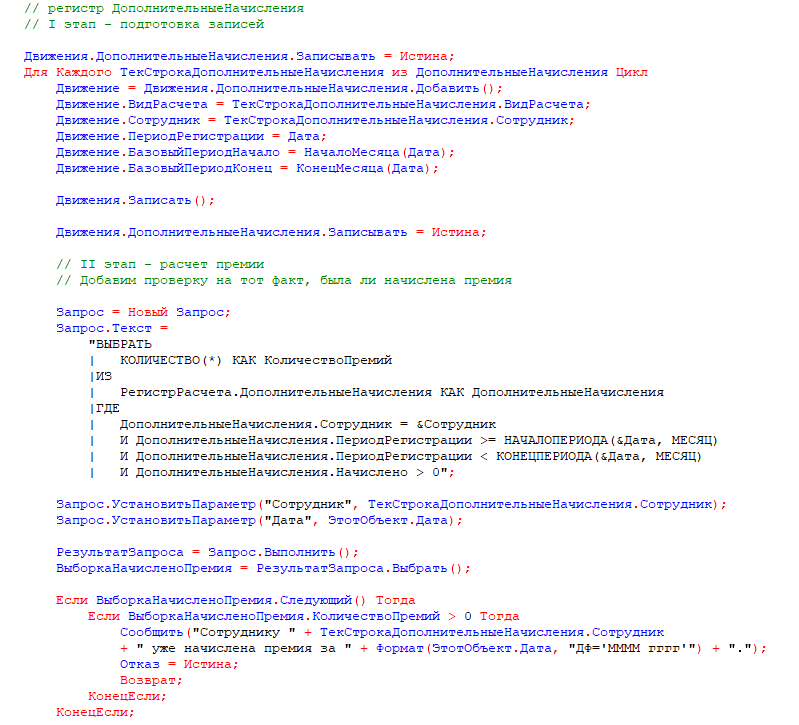 // регистр ДополнительныеНачисления
// I этап - подготовка записей
Движения.ДополнительныеНачисления.Записывать = Истина;
Для Каждого ТекСтрокаДополнительныеНачисления из ДополнительныеНачисления Цикл
Движение = Движения.ДополнительныеНачисления.Добавить();
Движение.ВидРасчета = ТекСтрокаДополнительныеНачисления.ВидРасчета;
Движение.Сотрудник = ТекСтрокаДополнительныеНачисления.Сотрудник;
Движение.ПериодРегистрации = Дата;
Движение.БазовыйПериодНачало = НачалоМесяца(Дата);
Движение.БазовыйПериодКонец = КонецМесяца(Дата);
Движения.Записать();
Движения.ДополнительныеНачисления.Записывать = Истина;
// II этап - расчет премии
// Добавим проверку на тот факт, была ли начислена премия
Запрос = Новый Запрос;
Запрос.Текст =
"ВЫБРАТЬ
|   КОЛИЧЕСТВО(*) КАК КоличествоПремий
|ИЗ
|   РегистрРасчета.ДополнительныеНачисления КАК ДополнительныеНачисления
|ГДЕ
|   ДополнительныеНачисления.Сотрудник = &Сотрудник
|   И ДополнительныеНачисления.ПериодРегистрации >= НАЧАЛОПЕРИОДА(&Дата, МЕСЯЦ)
|   И ДополнительныеНачисления.ПериодРегистрации < КОНЕЦПЕРИОДА(&Дата, МЕСЯЦ)
|   И ДополнительныеНачисления.Начислено > 0";
Запрос.УстановитьПараметр("Сотрудник", ТекСтрокаДополнительныеНачисления.Сотрудник);
Запрос.УстановитьПараметр("Дата", ЭтотОбъект.Дата);
РезультатЗапроса = Запрос.Выполнить();
ВыборкаНачисленоПремия = РезультатЗапроса.Выбрать();
Если ВыборкаНачисленоПремия.Следующий() Тогда
Если ВыборкаНачисленоПремия.КоличествоПремий > 0 Тогда
Сообщить("Сотруднику " + ТекСтрокаДополнительныеНачисления.Сотрудник
+ " уже начислена премия за " + Формат(ЭтотОбъект.Дата, "ДФ='ММММ гггг'") + ".");
Отказ = Истина;
Возврат;
КонецЕсли;
КонецЕсли;